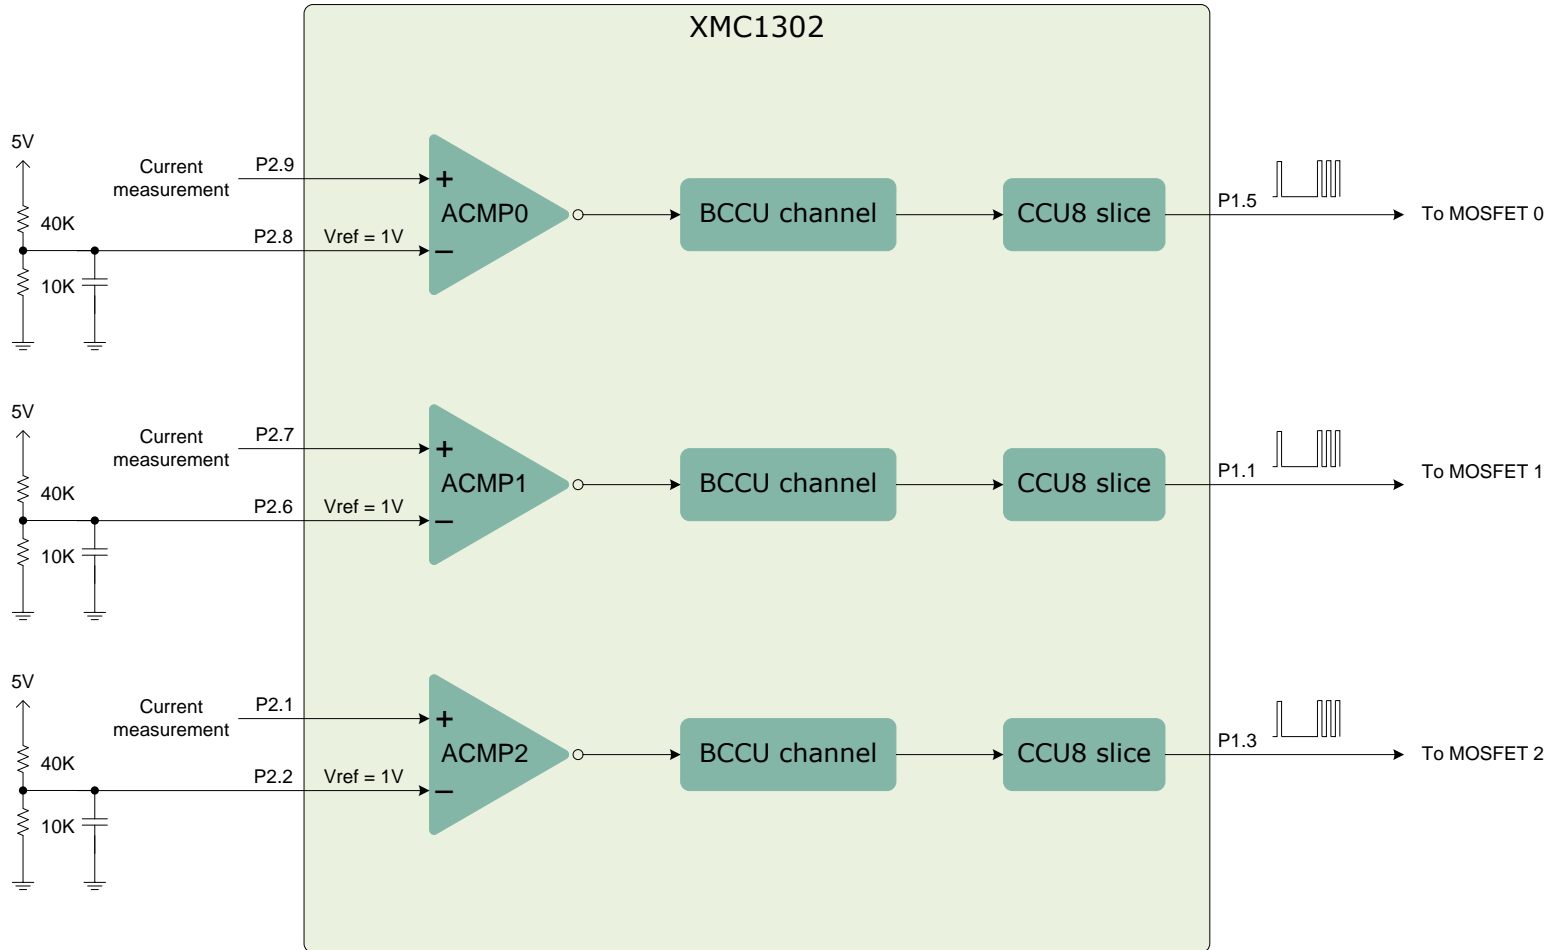 XMC1302
5V
Current
measurement
P2.9
40K
P2.8
Vref = 1V
10K
+
ACMP0
−
BCCU channel
CCU8 slice
P1.5
To MOSFET 0
5V
Current
measurement
P2.7
40K
P2.6
Vref = 1V
10K
+
ACMP1
−
BCCU channel
CCU8 slice
P1.1
To MOSFET 1
5V
Current
measurement
P2.1
40K
P2.2
Vref = 1V
10K
+
ACMP2
−
BCCU channel
CCU8 slice
P1.3
To MOSFET 2